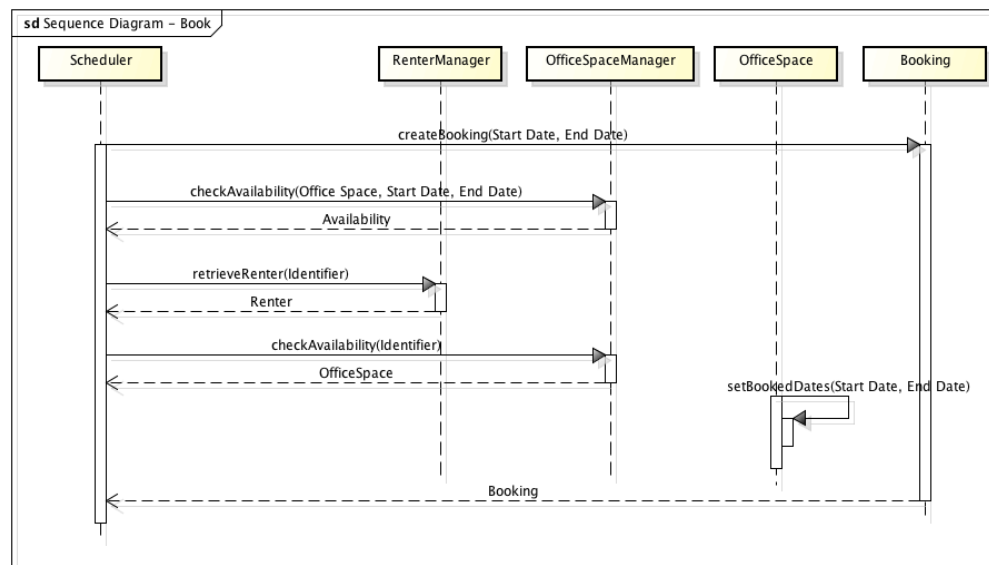 sd Sequence Diagram – Book
Scheduler
RenterManager
OfficeSpaceManager
OfficeSpace
Booking
createBooking(Start Date, End Date)
checkAvailability(Office Space, Start Date, End Date)
Availability
retrieveRenter(Identifier)
Renter
checkAvailability(Identifier)
OfficeSpace
setBookedDates(Start Date, End Date)
Booking